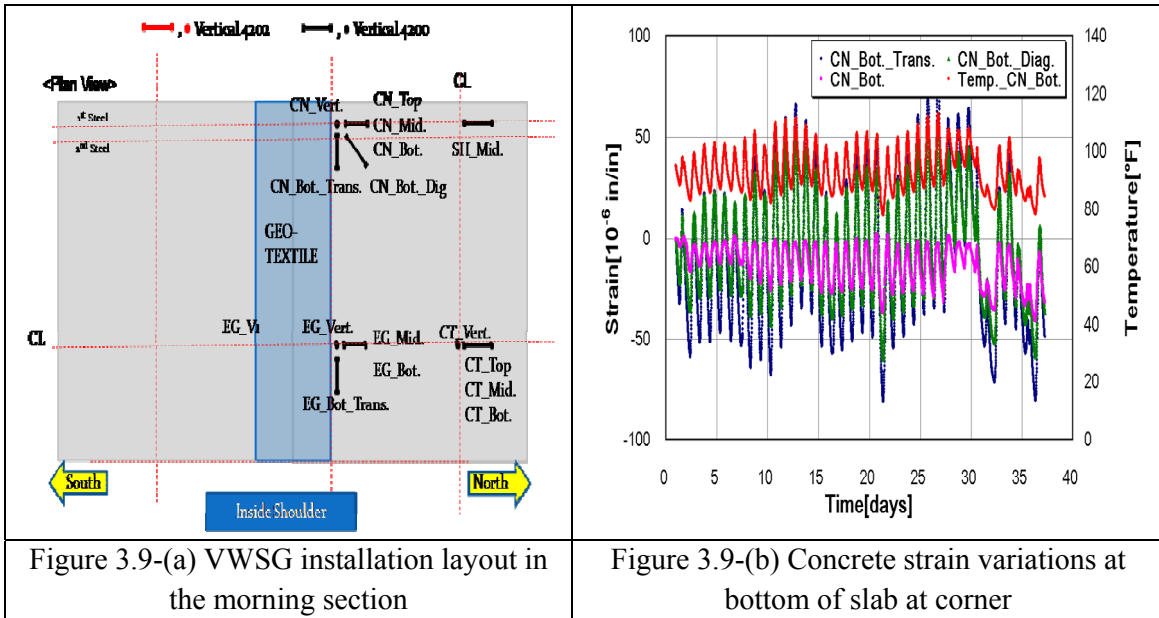 , Vertical 4202 , Vertical 4200
<Plan View>
CL
1st Steel
2nd Steel
CN_Vert.
CN_Top
CN_Mid.
CN_Bot.
SH_Mid.
CN_Bot._Trans. CN_Bot._Dig
GEO-
TEXTILE
CL
EG_Vi
EG_Vert.
EG_Mid.
EG_Bot.
EG_Bot_Trans.
CT_Vert.
CT_Top
CT_Mid.
CT_Bot.
South
North
Inside Shoulder
Figure 3.9-(a) VWSG installation layout in
the morning section
CN_Bot._Trans. CN_Bot._Diag.
CN_Bot. Temp._CN_Bot.
Strain[10-6 in/in]
100
50
0
-50
-100
Temperature[°F]
140
120
100
80
60
40
20
0
0 5 10 15 20 25 30 35 40
Time[days]
Figure 3.9-(b) Concrete strain variations at
bottom of slab at corner